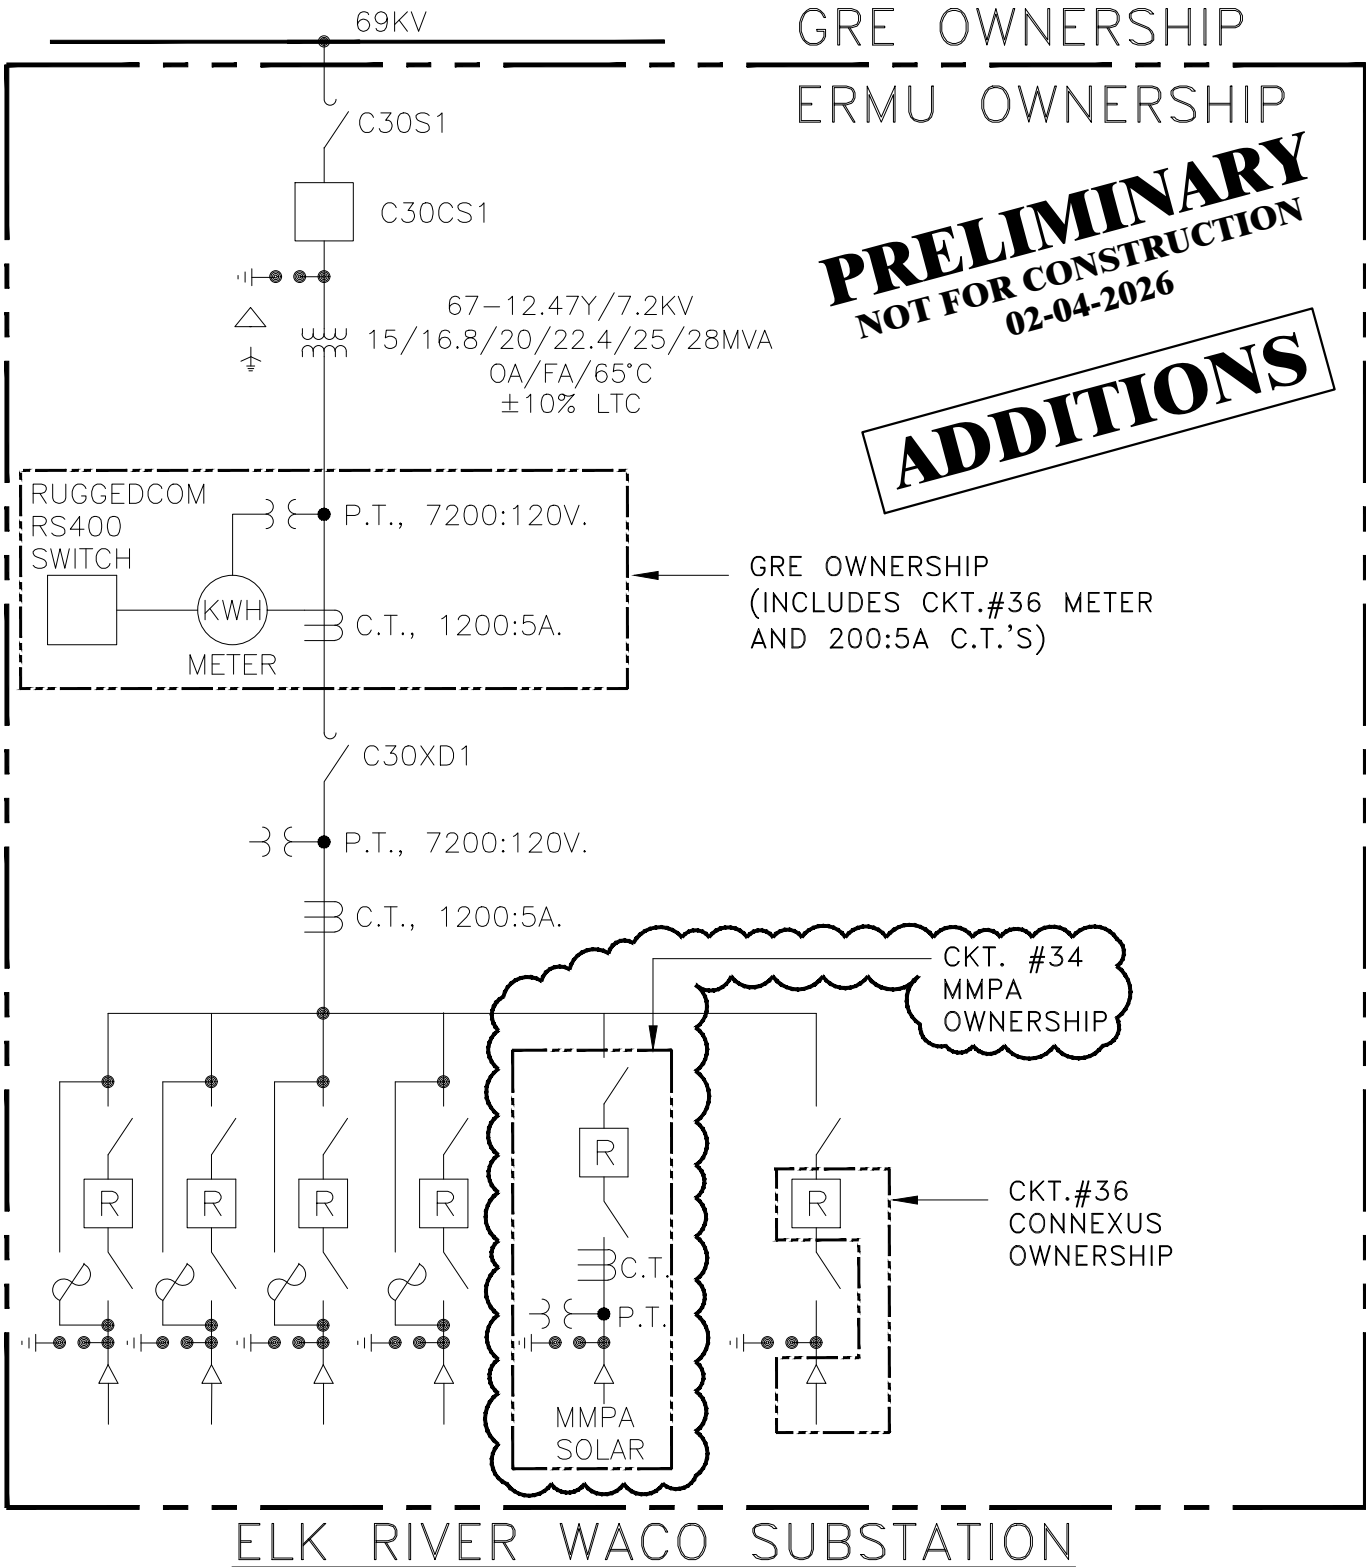 69KV
GRE OWNERSHIP
ERMU OWNERSHIP
C30S1
C30CS1
PRELIMINARY
NOT FOR CONSTRUCTION
02-04-2026
67-12.47Y/7.2KV
15/16.8/20/22.4/25/28MVA
OA/FA/65°C
±10% LTC
ADDITIONS
RUGGEDCOM
RS400
SWITCH
P.T., 7200:120V.
KWH
METER
C.T., 1200:5A.
GRE OWNERSHIP
(INCLUDES CKT.#36 METER
AND 200:5A C.T.'S)
C30XD1
P.T., 7200:120V.
C.T., 1200:5A.
CKT. #34
MMPA
OWNERSHIP
R
R
R
R
R
R
C.T.
P.T.
MMPA
SOLAR
CKT.#36
CONNEXUS
OWNERSHIP
ELK RIVER WACO SUBSTATION